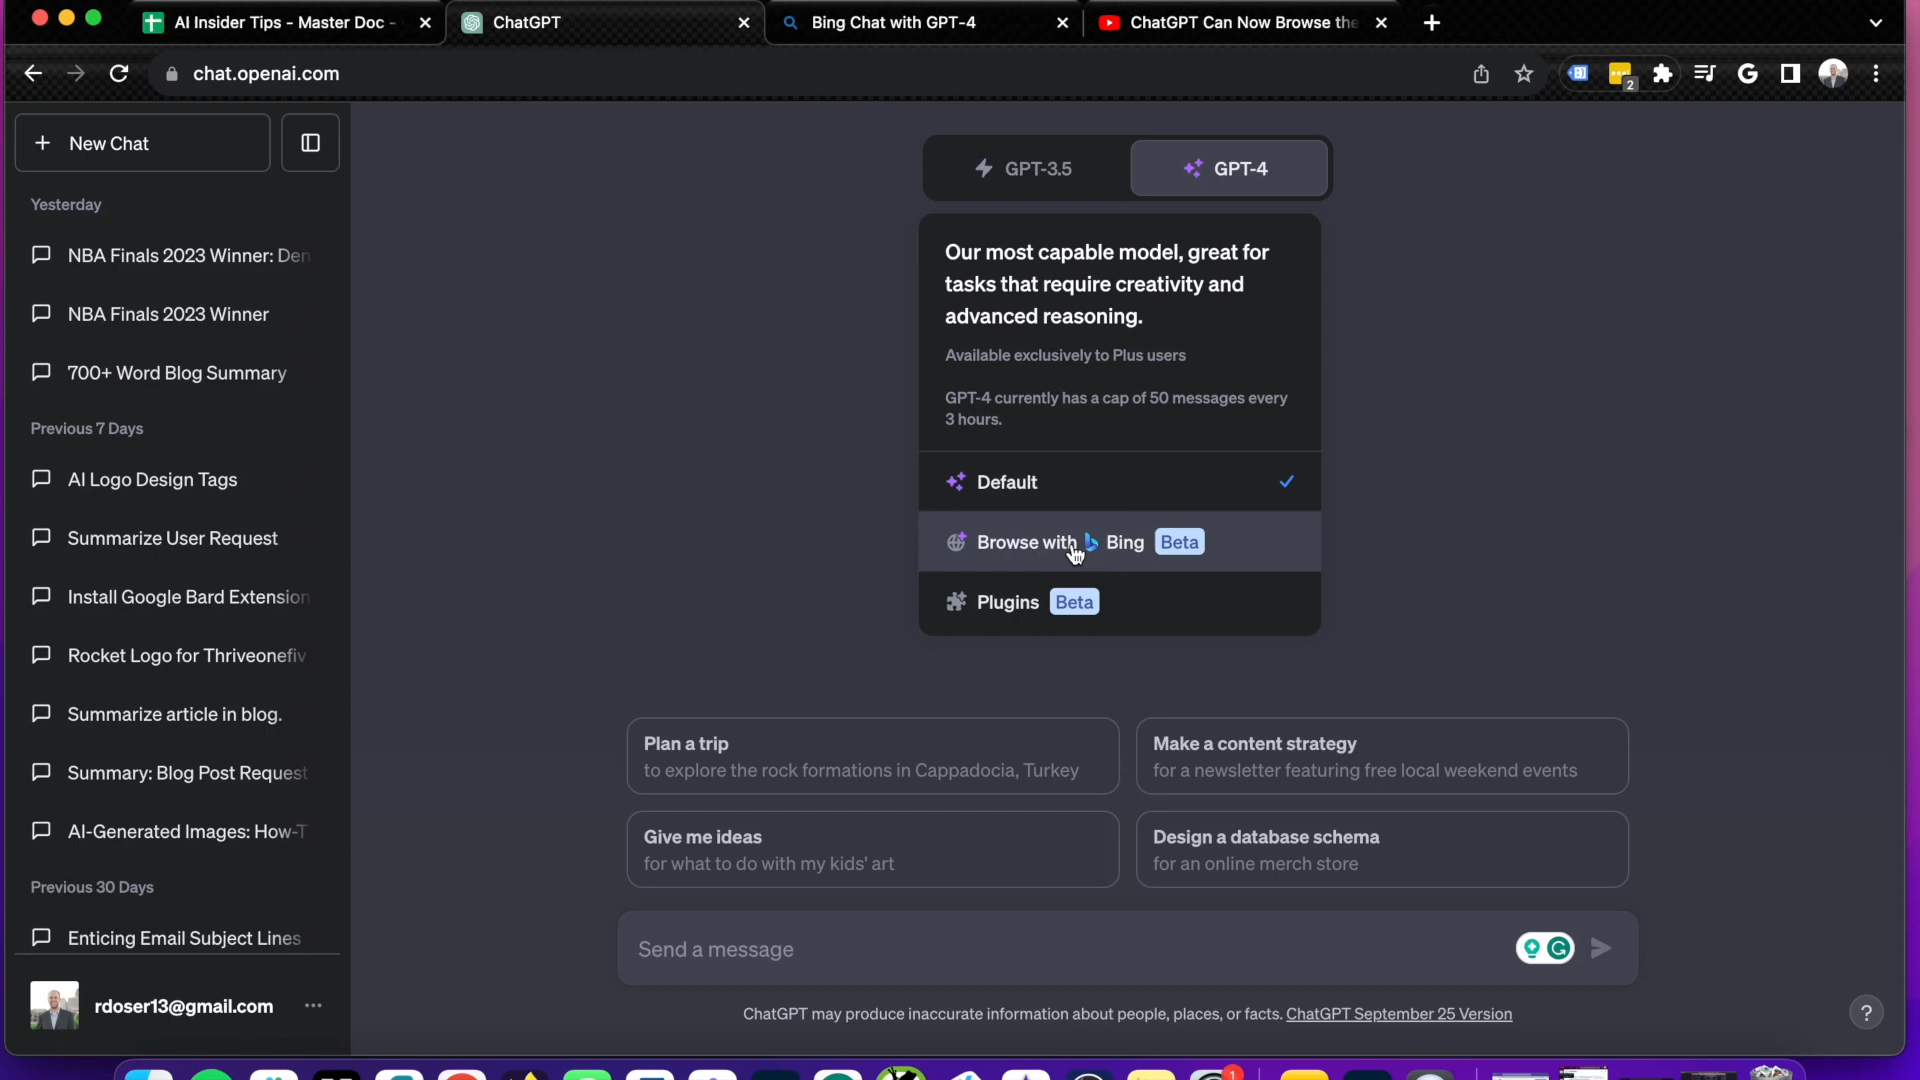 AI Insider Tips - Master Doc -
ChatGPT
Bing Chat with GPT-4
ChatGPT Can Now Browse the
chat.openai.com
2
New Chat
Yesterday
NBA Finals 2023 Winner: Den
NBA Finals 2023 Winner
700+ Word Blog Summary
Previous 7 Days
AI Logo Design Tags
Summarize User Request
Install Google Bard Extension
Rocket Logo for Thriveonefiv
Summarize article in blog.
Summary: Blog Post Request
AI-Generated Images: How-T
Previous 30 Days
Enticing Email Subject Lines
rdoser13@gmail.com
GPT-3.5
GPT-4
Our most capable model, great for
tasks that require creativity and
advanced reasoning.
Available exclusively to Plus users
GPT-4 currently has a cap of 50 messages every
3 hours.
Default
Browse with Bing Beta
Plugins Beta
Plan a trip
to explore the rock formations in Cappadocia, Turkey
Make a content strategy
for a newsletter featuring free local weekend events
Give me ideas
for what to do with my kids' art
Design a database schema
for an online merch store
Send a message
ChatGPT may produce inaccurate information about people, places, or facts. ChatGPT September 25 Version
?
1